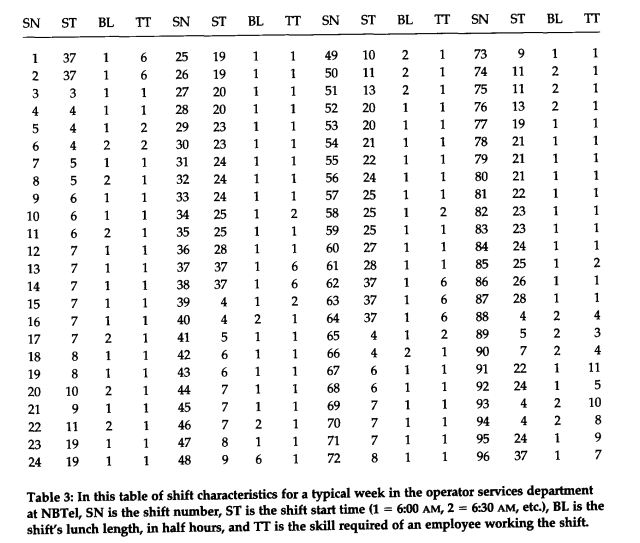 SN ST BL TT SN ST BL TT SN ST BL TT SN ST BL TT
1 37 1 6 25 19 1 1 49 10 2 1 73 9 1 1
2 37 1 6 26 19 1 1 50 11 2 1 74 11 2 1
3 3 1 1 27 20 1 1 51 13 2 1 75 11 2 1
4 4 1 1 28 20 1 1 52 20 1 1 76 13 2 1
5 4 1 2 29 23 1 1 53 20 1 1 77 19 1 1
6 4 2 2 30 23 1 1 54 21 1 1 78 21 1 1
7 5 1 1 31 24 1 1 55 22 1 1 79 21 1 1
8 5 2 1 32 24 1 1 56 24 1 1 80 21 1 1
9 6 1 1 33 24 1 1 57 25 1 1 81 22 1 1
10 6 1 1 34 25 1 2 58 25 1 2 82 23 1 1
11 6 2 1 35 25 1 1 59 25 1 1 83 23 1 1
12 7 1 1 36 28 1 1 60 27 1 1 84 24 1 1
13 7 1 1 37 37 1 6 61 28 1 1 85 25 1 2
14 7 1 1 38 37 1 6 62 37 1 6 86 26 1 1
15 7 1 1 39 4 1 2 63 37 1 6 87 28 1 1
16 7 1 1 40 4 2 1 64 37 1 6 88 4 2 4
17 7 2 1 41 5 1 1 65 4 1 2 89 5 2 3
18 8 1 1 42 6 1 1 66 4 2 1 90 7 2 4
19 8 1 1 43 6 1 1 67 6 1 1 91 22 1 11
20 10 2 1 44 7 1 1 68 6 1 1 92 24 1 5
21 9 1 1 45 7 1 1 69 7 1 1 93 4 2 10
22 11 2 1 46 7 2 1 70 7 1 1 94 4 2 8
23 19 1 1 47 8 1 1 71 7 1 1 95 24 1 9
24 19 1 1 48 9 6 1 72 8 1 1 96 37 1 7
Table 3: In this table of shift characteristics for a typical week in the operator services department
at NBTel, SN is the shift number, ST is the shift start time (1 = 6:00 AM, 2 = 6:30 AM, etc.), BL is the
shift's lunch length, in half hours, and TT is the skill required of an employee working the shift.